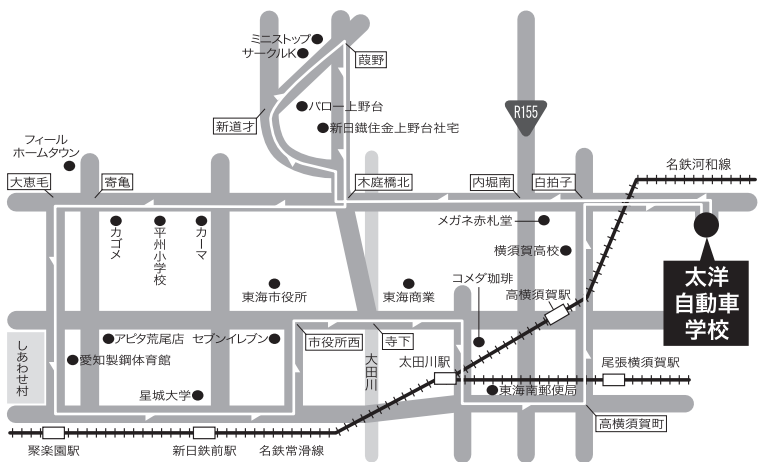 ミニストップ
サークルK
葭野
バロー上野台
新日鐵住金上野台社宅
新道才
R155
フィール
ホームタウン
大恵毛
寄亀
木庭橋北
内堀南
白拍子
名鉄河和線
カゴメ
平州小学校
カーマ
メガネ赤札堂
横須賀高校
コメダ珈琲
高横須賀駅
東海市役所
東海商業
太洋
自動車
学校
しあわせ村
アピタ荒尾店
セブンイレブン
愛知製鋼体育館
星城大学
市役所西
寺下
大田川
太田川駅
尾張横須賀駅
東海南郵便局
高横須賀町
聚楽園駅
新日鉄前駅
名鉄常滑線